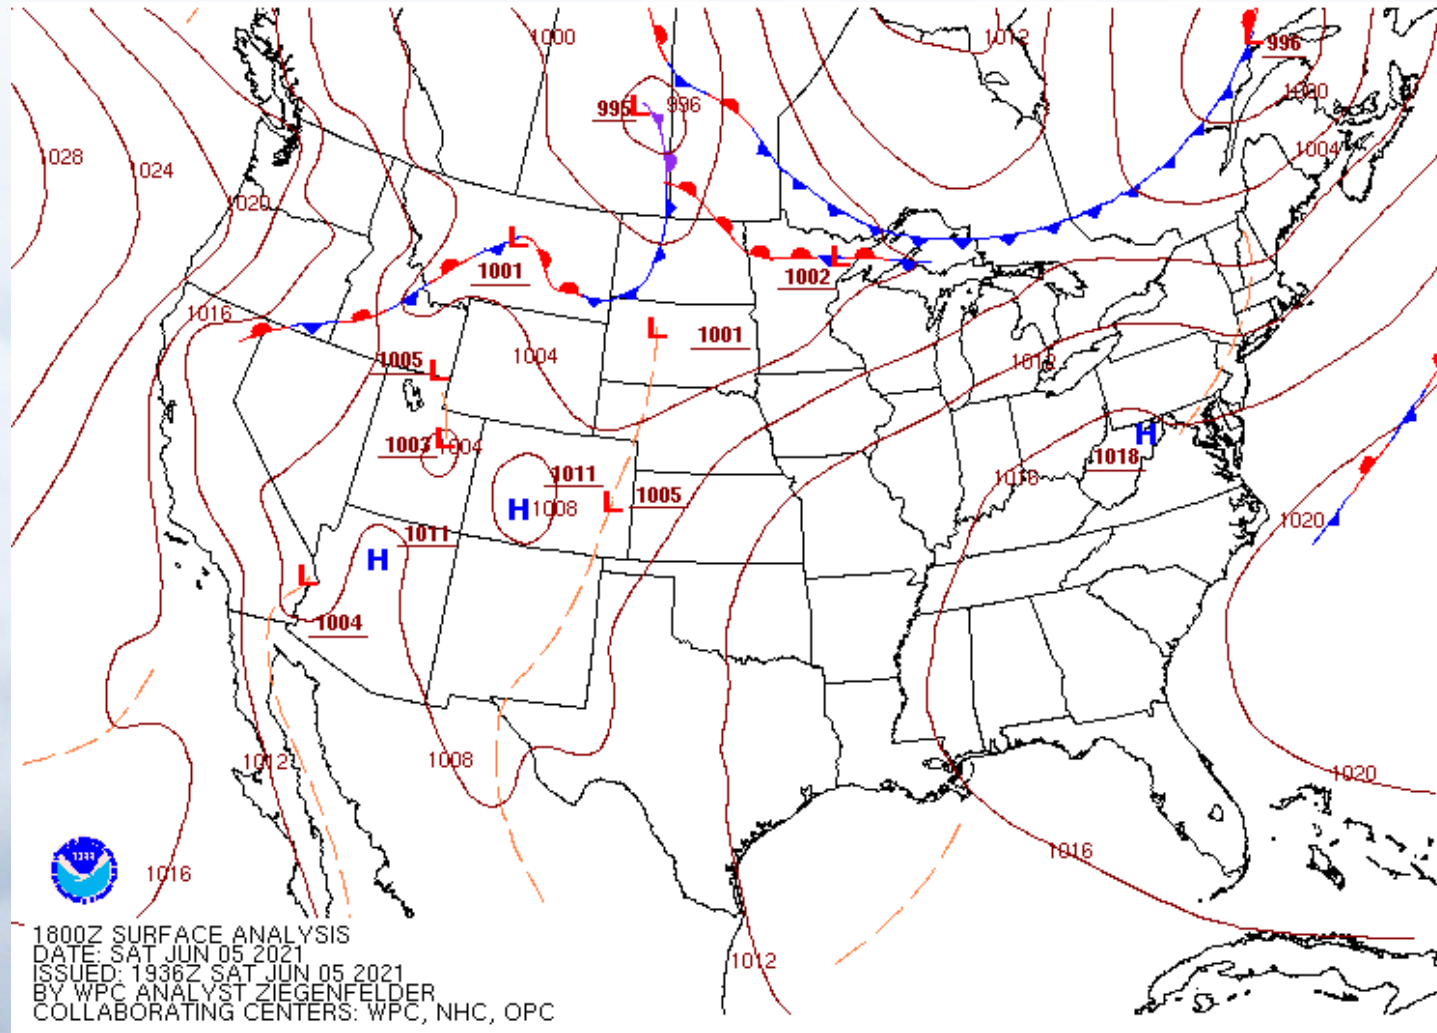 1000
1012
L 996
1000
995 L 996
1028
1024
1004
1020
L
1001
L
1002
1016
L 1001
1005 L
1004
1012
L
1003 1004
H
1018
1011
1016
H 1008
L 1005
1020
1011
H
L
1004
1012
1008
1020
1016
1016
1012
1800Z SURFACE ANALYSIS
DATE: SAT JUN 05 2021
ISSUED: 1936Z SAT JUN 05 2021
BY WPC ANALYST ZIEGENFELDER
COLLABORATING CENTERS: WPC, NHC, OPC